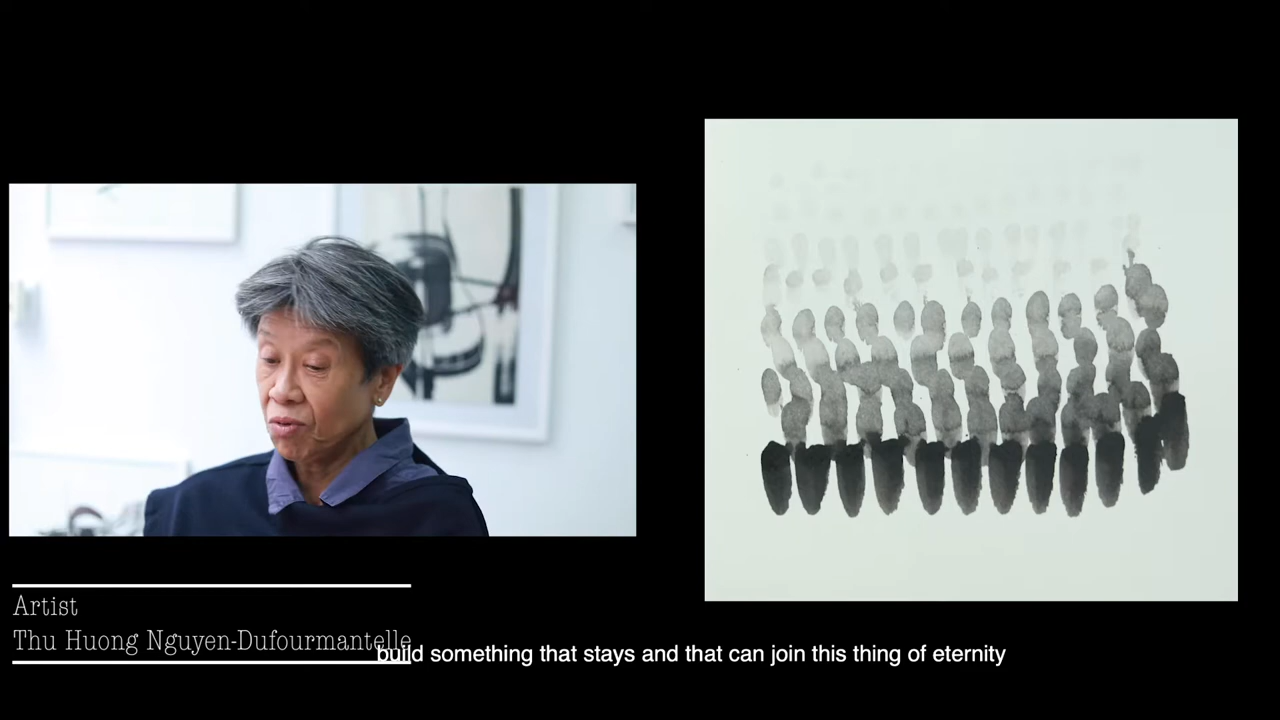 Artist
Thu Huong Nguyen-Dufourmantelle
build something that stays and that can join this thing of eternity